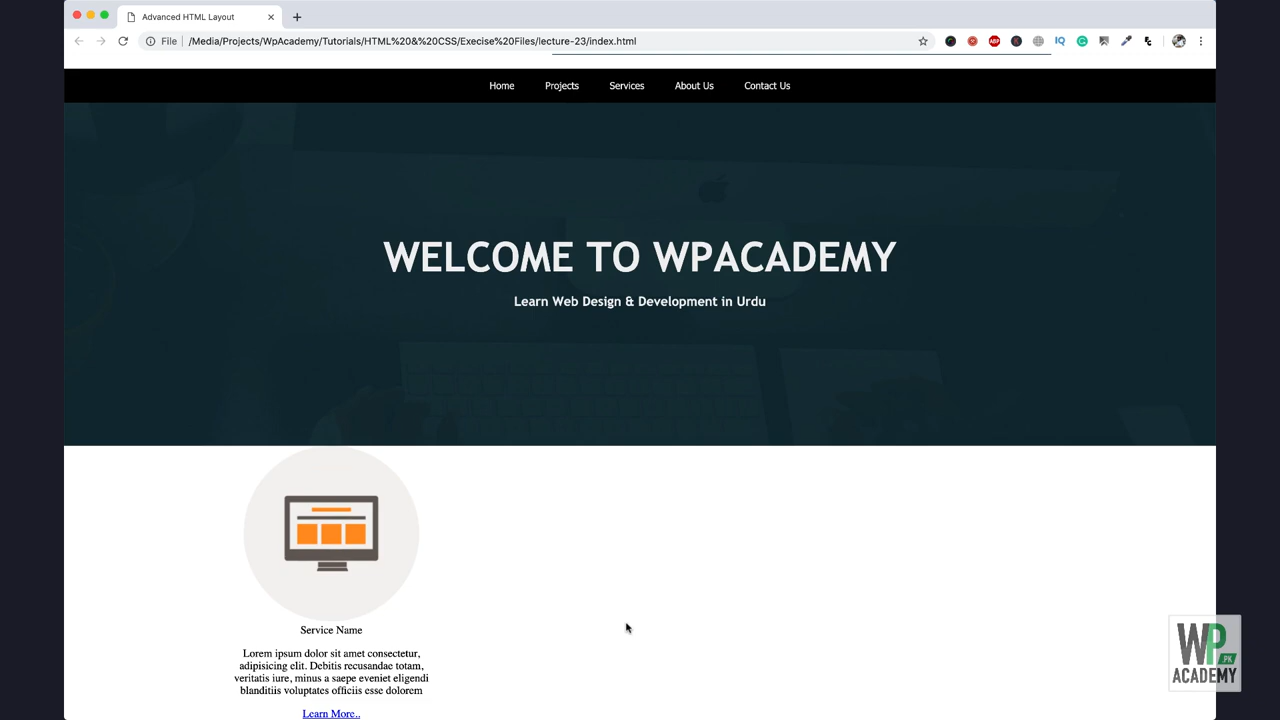 Advanced HTML Layout
File
/Media/Projects/WpAcademy/Tutorials/HTML%20&%20CSS/Execise%20Files/lecture-23/index.html
ABP
IQ
Home Projects Services About Us Contact Us
WELCOME TO WPACADEMY
Learn Web Design & Development in Urdu
Service Name
Lorem ipsum dolor sit amet consectetur,
adipisicing elit. Debitis recusandae totam,
veritatis iure, minus a saepe eveniet eligendi
blanditiis voluptates officiis esse dolorem
Learn More..
WP
.PK
ACADEMY